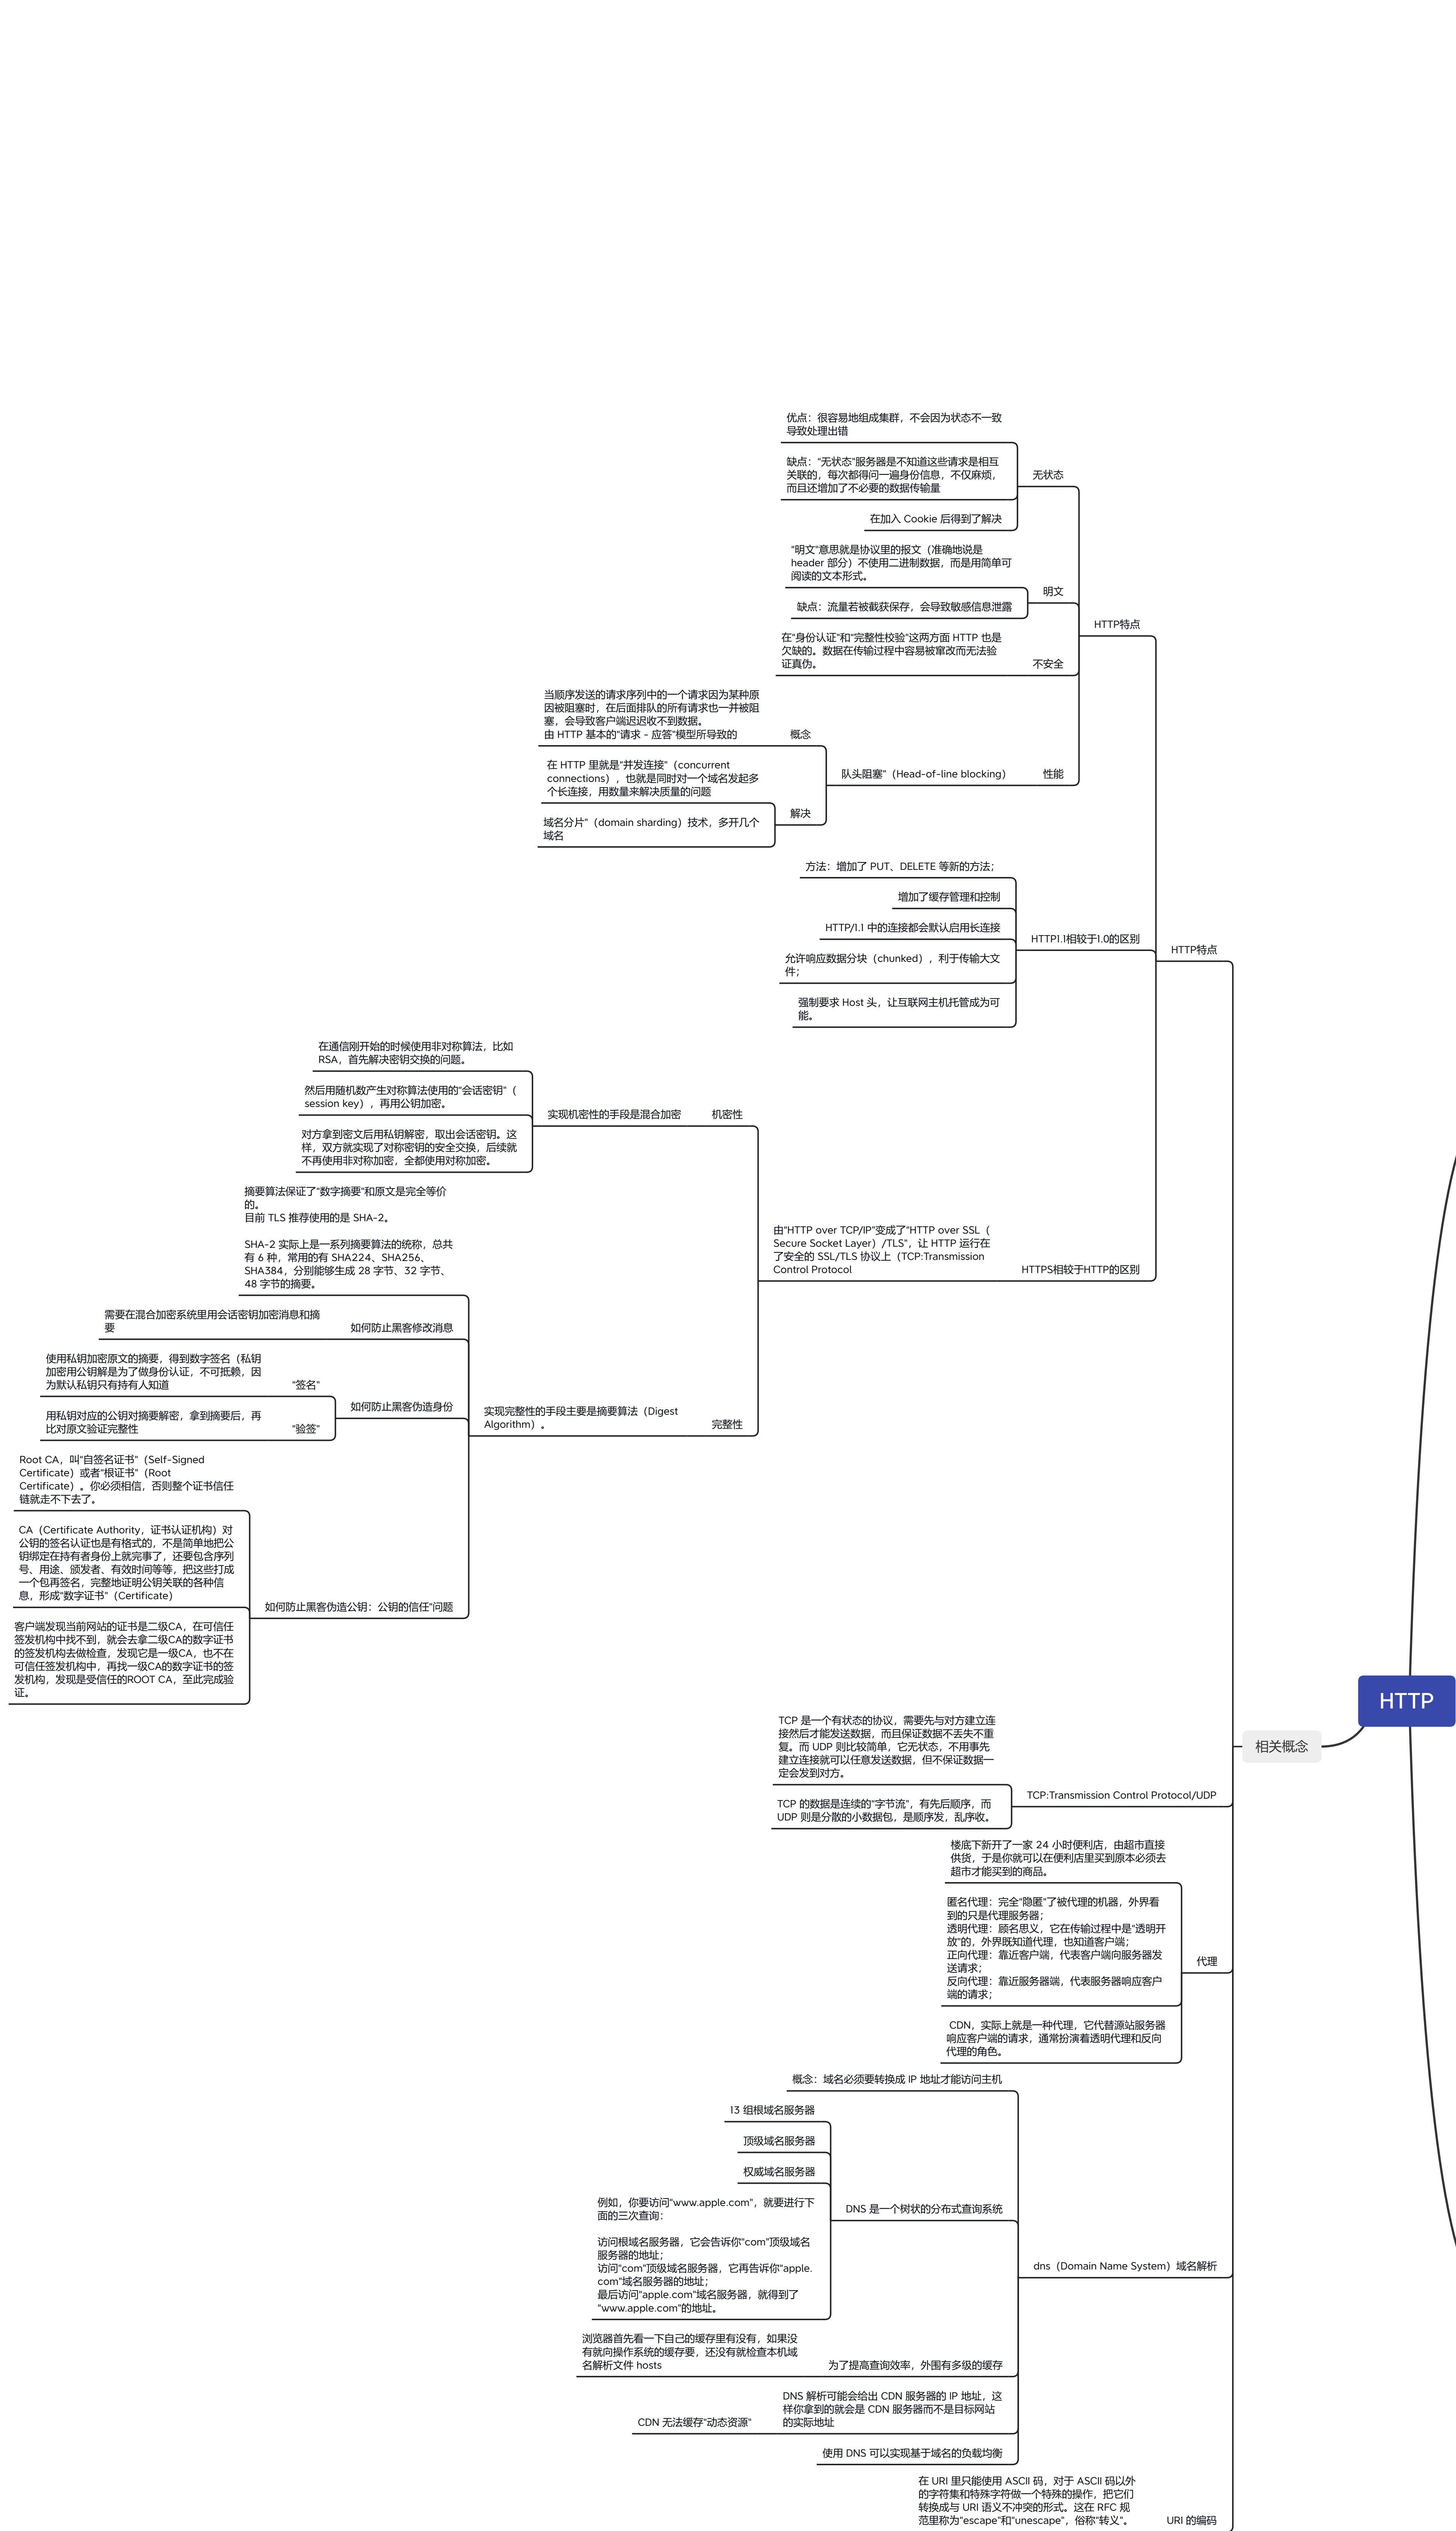 优点：很容易地组成集群，不会因为状态不一致
导致处理出错
缺点：“无状态”服务器是不知道这些请求是相互
关联的，每次都得问一遍身份信息，不仅麻烦，
而且还增加了不必要的数据传输量
无状态
在加入 Cookie 后得到了解决
“明文”意思就是协议里的报文（准确地说是
header 部分）不使用二进制数据，而是用简单可
阅读的文本形式。
明文
缺点：流量若被截获保存，会导致敏感信息泄露
HTTP特点
在“身份认证”和“完整性校验”这两方面 HTTP 也是
欠缺的。数据在传输过程中容易被窜改而无法验
证真伪。
不安全
当顺序发送的请求序列中的一个请求因为某种原
因被阻塞时，在后面排队的所有请求也一并被阻
塞，会导致客户端迟迟收不到数据。
由 HTTP 基本的“请求 - 应答”模型所导致的
概念
在 HTTP 里就是“并发连接”（concurrent
connections），也就是同时对一个域名发起多
个长连接，用数量来解决质量的问题
队头阻塞”（Head-of-line blocking）
性能
解决
域名分片”（domain sharding）技术，多开几个
域名
方法：增加了 PUT、DELETE 等新的方法；
增加了缓存管理和控制
HTTP/1.1 中的连接都会默认启用长连接
HTTP1.1相较于1.0的区别
HTTP特点
允许响应数据分块（chunked），利于传输大文
件；
强制要求 Host 头，让互联网主机托管成为可
能。
在通信刚开始的时候使用非对称算法，比如
RSA，首先解决密钥交换的问题。
然后用随机数产生对称算法使用的“会话密钥”（
session key），再用公钥加密。
实现机密性的手段是混合加密
机密性
对方拿到密文后用私钥解密，取出会话密钥。这
样，双方就实现了对称密钥的安全交换，后续就
不再使用非对称加密，全都使用对称加密。
摘要算法保证了“数字摘要”和原文是完全等价
的。
目前 TLS 推荐使用的是 SHA-2。
SHA-2 实际上是一系列摘要算法的统称，总共
有 6 种，常用的有 SHA224、SHA256、
SHA384，分别能够生成 28 字节、32 字节、
48 字节的摘要。
由“HTTP over TCP/IP”变成了“HTTP over SSL（
Secure Socket Layer）/TLS”，让 HTTP 运行在
了安全的 SSL/TLS 协议上（TCP:Transmission
Control Protocol
HTTPS相较于HTTP的区别
需要在混合加密系统里用会话密钥加密消息和摘
要
如何防止黑客修改消息
使用私钥加密原文的摘要，得到数字签名（私钥
加密用公钥解是为了做身份认证，不可抵赖，因
为默认私钥只有持有人知道
“签名”
如何防止黑客伪造身份
用私钥对应的公钥对摘要解密，拿到摘要后，再
比对原文验证完整性
“验签”
实现完整性的手段主要是摘要算法（Digest
Algorithm）。
完整性
Root CA，叫“自签名证书”（Self-Signed
Certificate）或者“根证书”（Root
Certificate）。你必须相信，否则整个证书信任
链就走不下去了。
CA（Certificate Authority，证书认证机构）对
公钥的签名认证也是有格式的，不是简单地把公
钥绑定在持有者身份上就完事了，还要包含序列
号、用途、颁发者、有效时间等等，把这些打成
一个包再签名，完整地证明公钥关联的各种信
息，形成“数字证书”（Certificate）
如何防止黑客伪造公钥：公钥的信任”问题
客户端发现当前网站的证书是二级CA，在可信任
签发机构中找不到，就会去拿二级CA的数字证书
的签发机构去做检查，发现它是一级CA，也不在
可信任签发机构中，再找一级CA的数字证书的签
发机构，发现是受信任的ROOT CA，至此完成验
证。
HTTP
相关概念
TCP 是一个有状态的协议，需要先与对方建立连
接然后才能发送数据，而且保证数据不丢失不重
复。而 UDP 则比较简单，它无状态，不用事先
建立连接就可以任意发送数据，但不保证数据一
定会发到对方。
TCP:Transmission Control Protocol/UDP
TCP 的数据是连续的“字节流”，有先后顺序，而
UDP 则是分散的小数据包，是顺序发，乱序收。
楼底下新开了一家 24 小时便利店，由超市直接
供货，于是你就可以在便利店里买到原本必须去
超市才能买到的商品。
匿名代理：完全“隐匿”了被代理的机器，外界看
到的只是代理服务器；
透明代理：顾名思义，它在传输过程中是“透明开
放”的，外界既知道代理，也知道客户端；
正向代理：靠近客户端，代表客户端向服务器发
送请求；
反向代理：靠近服务器端，代表服务器响应客户
端的请求；
代理
CDN，实际上就是一种代理，它代替源站服务器
响应客户端的请求，通常扮演着透明代理和反向
代理的角色。
概念：域名必须要转换成 IP 地址才能访问主机
13 组根域名服务器
顶级域名服务器
权威域名服务器
DNS 是一个树状的分布式查询系统
例如，你要访问“www.apple.com”，就要进行下
面的三次查询：
访问根域名服务器，它会告诉你“com”顶级域名
服务器的地址；
访问“com”顶级域名服务器，它再告诉你“apple.
com”域名服务器的地址；
最后访问“apple.com”域名服务器，就得到了
“www.apple.com”的地址。
dns（Domain Name System）域名解析
浏览器首先看一下自己的缓存里有没有，如果没
有就向操作系统的缓存要，还没有就检查本机域
名解析文件 hosts
为了提高查询效率，外围有多级的缓存
DNS 解析可能会给出 CDN 服务器的 IP 地址，这
样你拿到的就会是 CDN 服务器而不是目标网站
的实际地址
CDN 无法缓存“动态资源”
使用 DNS 可以实现基于域名的负载均衡
在 URI 里只能使用 ASCII 码，对于 ASCII 码以外
的字符集和特殊字符做一个特殊的操作，把它们
转换成与 URI 语义不冲突的形式。这在 RFC 规
范里称为“escape”和“unescape”，俗称“转义”。
URI 的编码